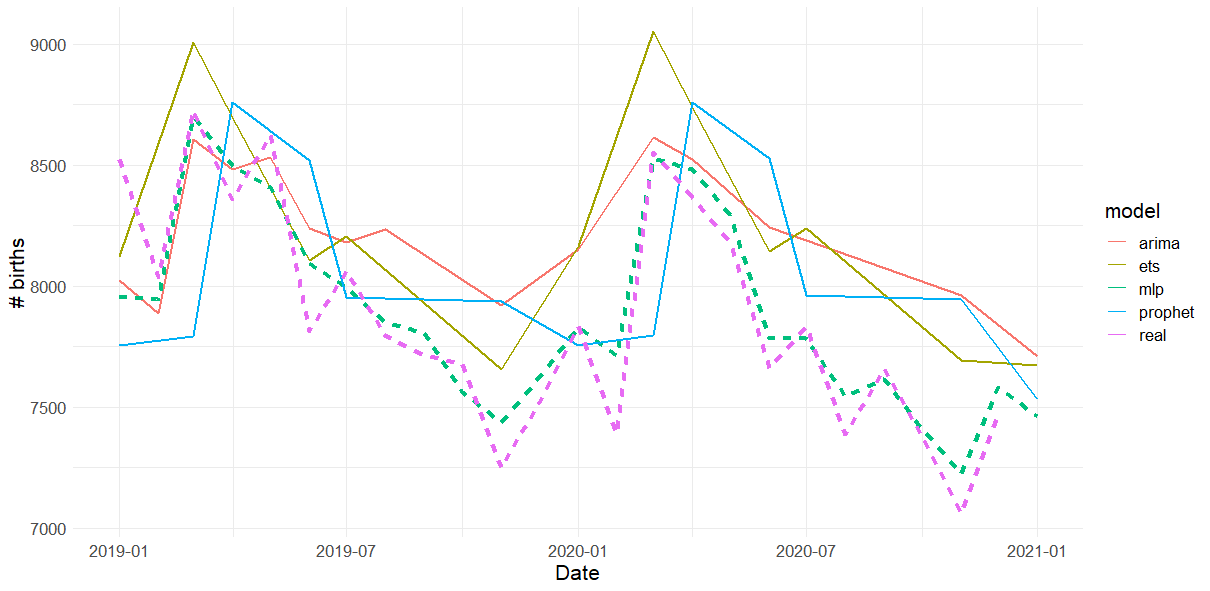 # births
9000
8500
8000
7500
7000
2019-01
2019-07
2020-01
2020-07
2021-01
Date
model
arima
ets
mlp
prophet
real